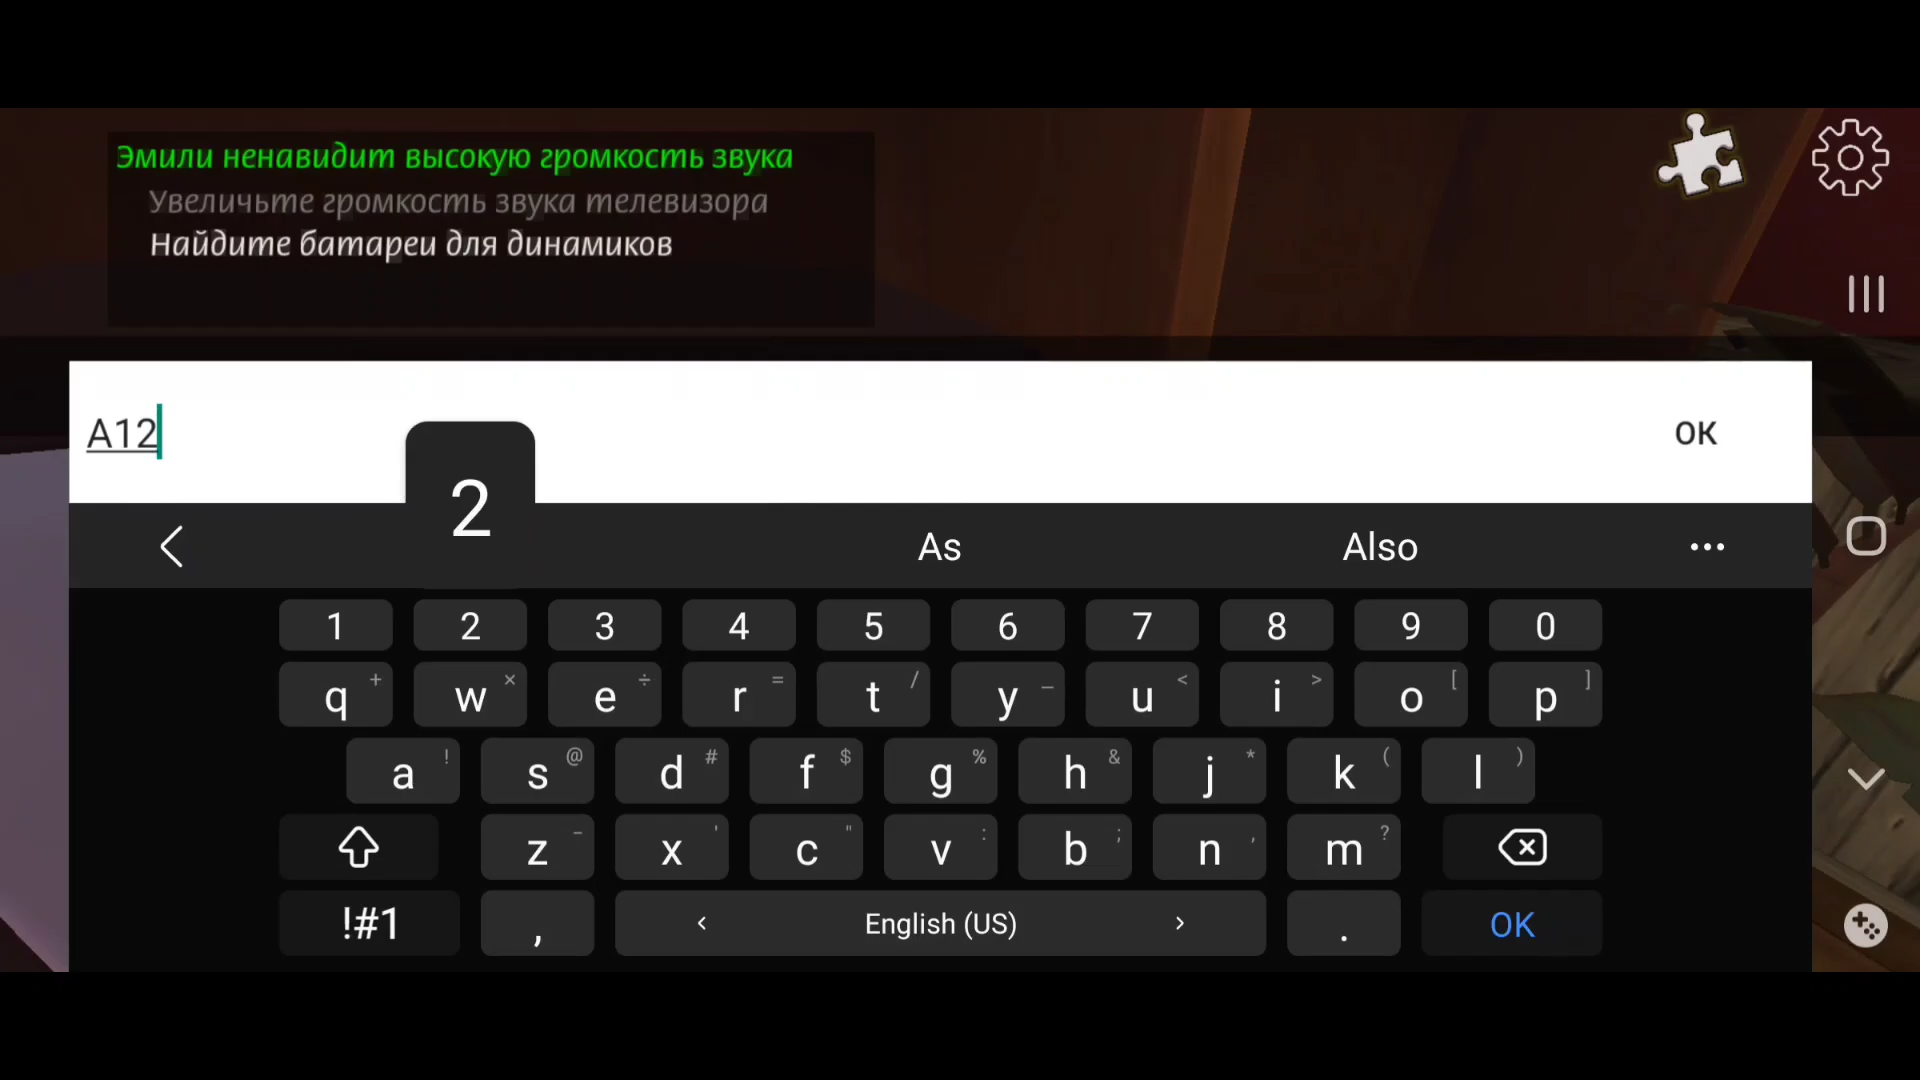 Эмили ненавидит высокую громкость звука
Увеличьте громкость звука телевизора
Найдите батареи для динамиков
A12
OK
2
As
Also
1 2 3 4 5 6 7 8 9 0
q + w × e ÷ r = t / y _ u < i > o [ p ]
a ! s @ d # f $ g % h & j * k ( l )
z - x ' c " v : b ; n , m ?
!#1 , < English (US) > . OK